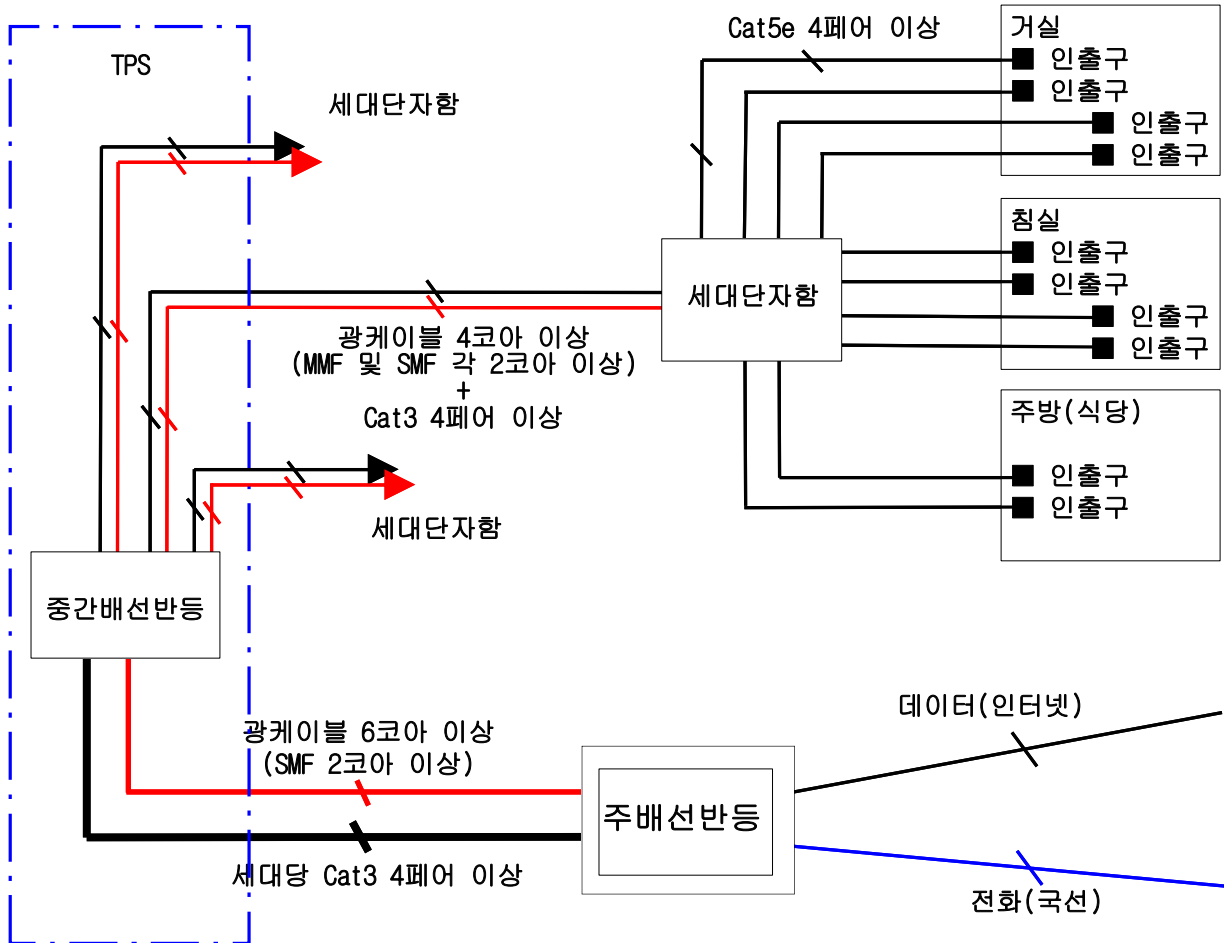 TPS
세대단자함
Cat5e 4페어 이상
거실
인출구
인출구
인출구
인출구
침실
인출구
인출구
인출구
인출구
세대단자함
광케이블 4코아 이상
(MMF 및 SMF 각 2코아 이상)
+
Cat3 4페어 이상
주방(식당)
인출구
인출구
세대단자함
중간배선반등
광케이블 6코아 이상
(SMF 2코아 이상)
주배선반등
세대당 Cat3 4페어 이상
데이터(인터넷)
전화(국선)